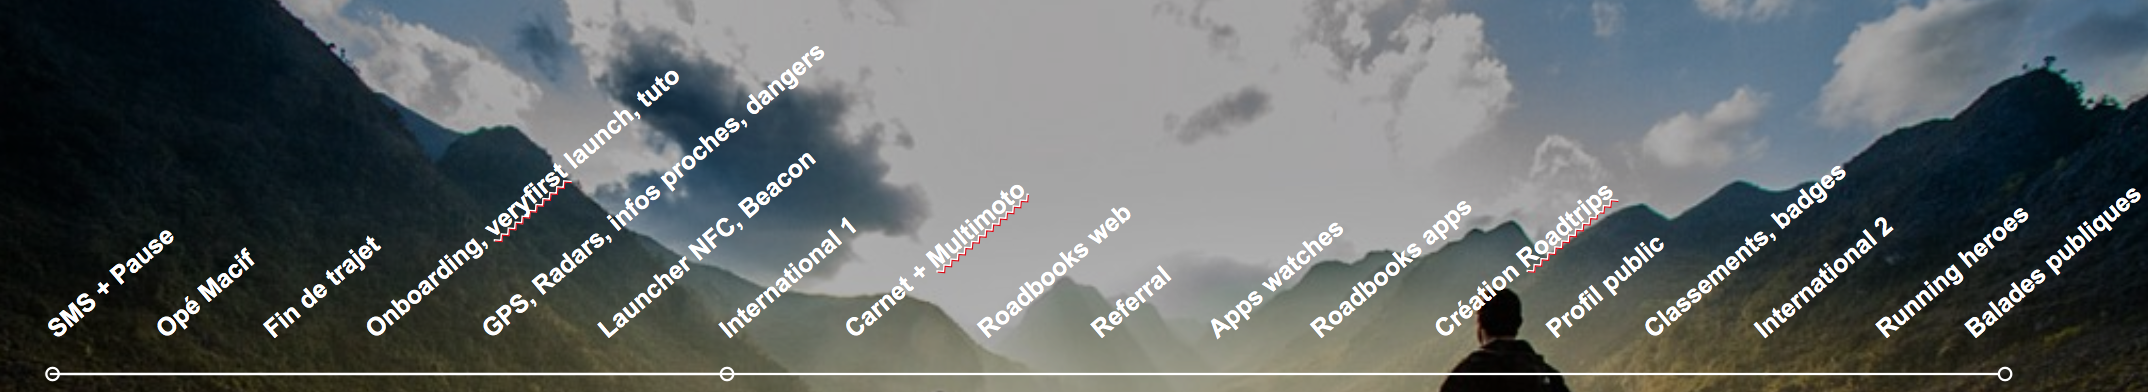 SMS + Pause
Opé Macif
Fin de trajet
Onboarding, veryfirst launch, tuto
GPS, Radars, infos proches, dangers
Launcher NFC, Beacon
International 1
Carnet + Multimoto
Roadbooks web
Referral
Apps watches
Roadbooks apps
Création Roadtrips
Profil public
Classements, badges
International 2
Running heroes
Balades publiques